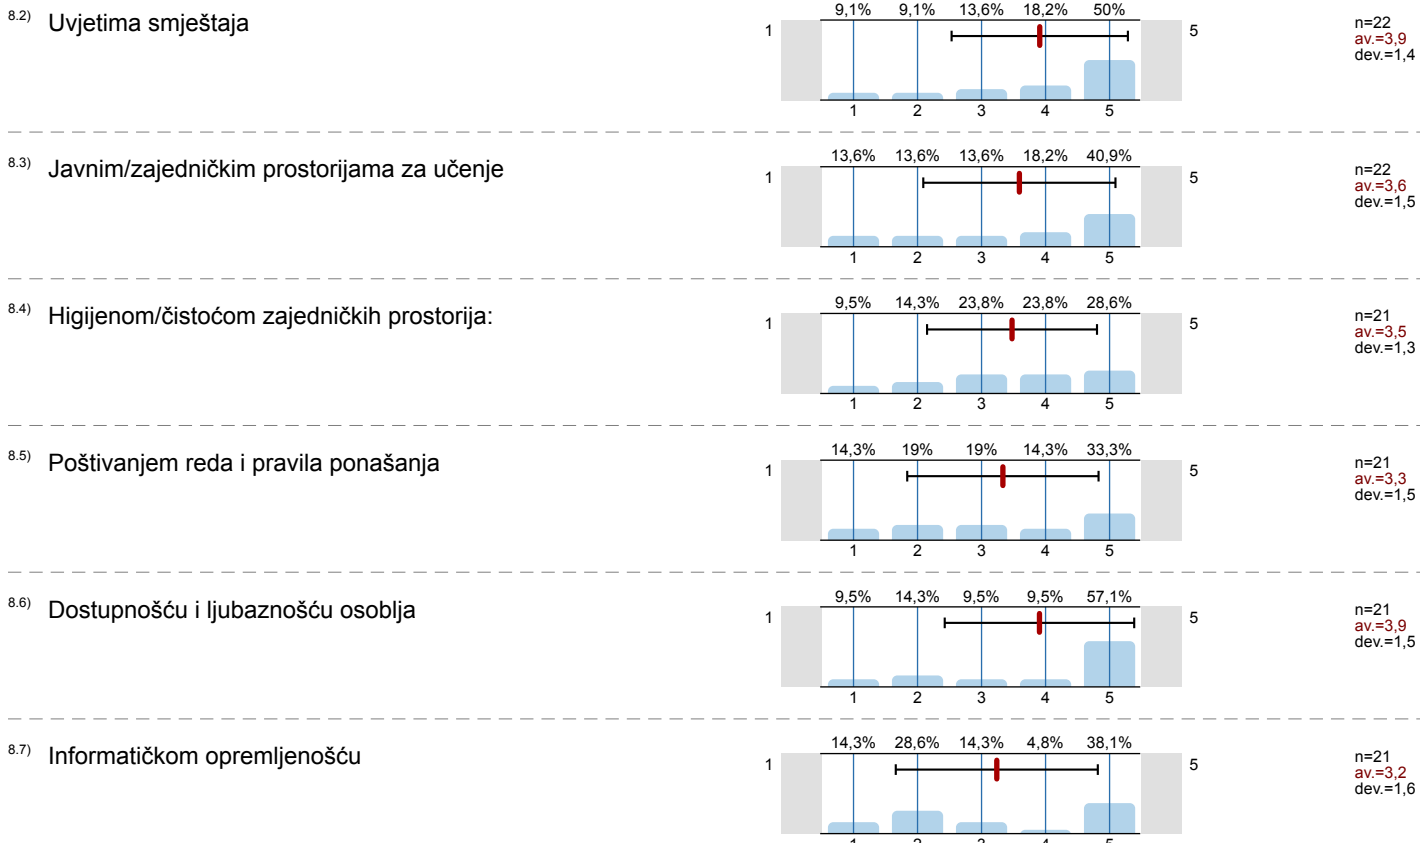 8.2) Uvjetima smještaja
9,1% 9,1% 13,6% 18,2% 50%
1 5
1 2 3 4 5
n=22
av.=3,9
dev.=1,4
8.3) Javnim/zajedničkim prostorijama za učenje
13,6% 13,6% 13,6% 18,2% 40,9%
1 5
1 2 3 4 5
n=22
av.=3,6
dev.=1,5
8.4) Higijenom/čistoćom zajedničkih prostorija:
9,5% 14,3% 23,8% 23,8% 28,6%
1 5
1 2 3 4 5
n=21
av.=3,5
dev.=1,3
8.5) Poštivanjem reda i pravila ponašanja
14,3% 19% 19% 14,3% 33,3%
1 5
1 2 3 4 5
n=21
av.=3,3
dev.=1,5
8.6) Dostupnošću i ljubaznošću osoblja
9,5% 14,3% 9,5% 9,5% 57,1%
1 5
1 2 3 4 5
n=21
av.=3,9
dev.=1,5
8.7) Informatičkom opremljenošću
14,3% 28,6% 14,3% 4,8% 38,1%
1 5
1 2 3 4 5
n=21
av.=3,2
dev.=1,6